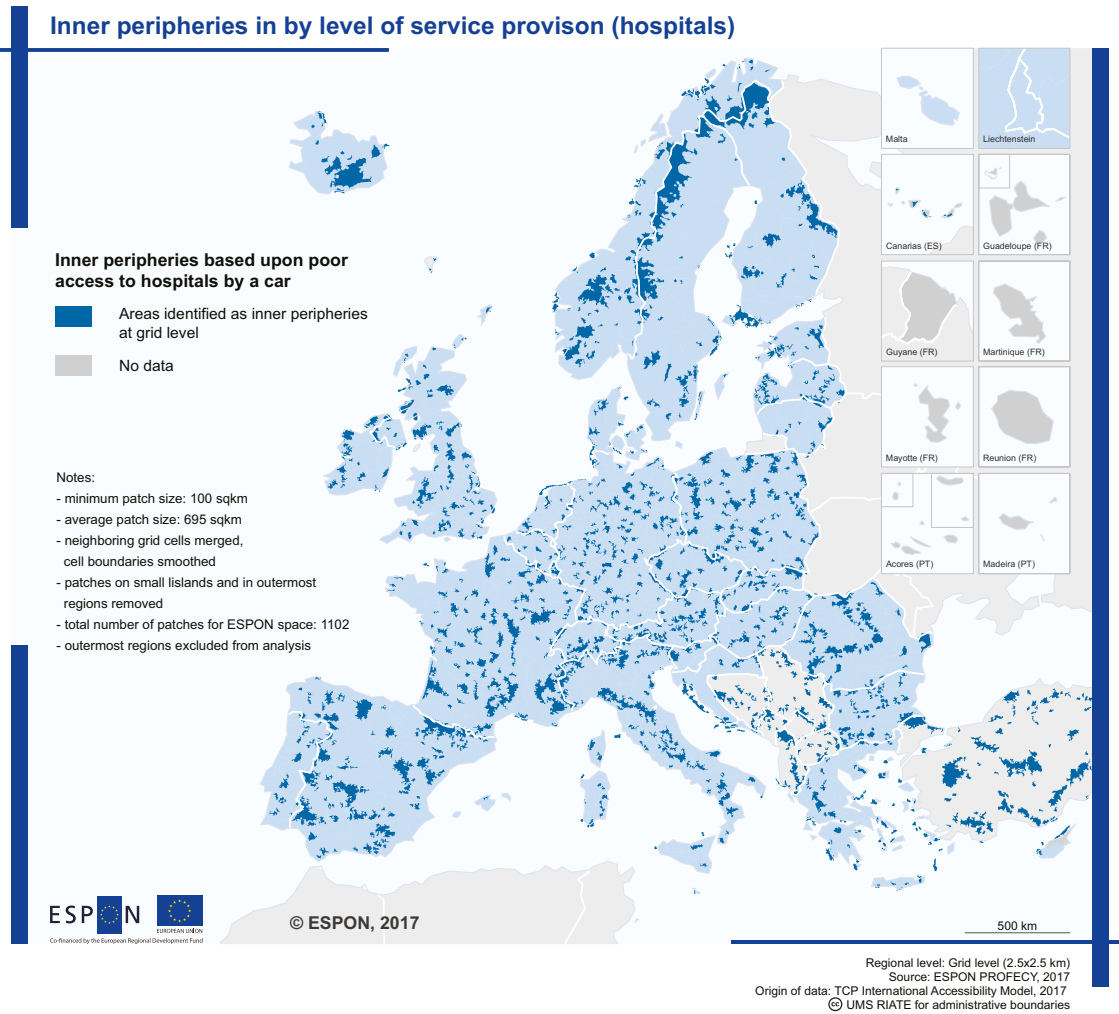 Inner peripheries in by level of service provison (hospitals)
Malta
Liechtenstein
Canarias (ES)
Guadeloupe (FR)
Guyane (FR)
Martinique (FR)
Mayotte (FR)
Reunion (FR)
Acores (PT)
Madeira (PT)
Inner peripheries based upon poor
access to hospitals by a car
Areas identified as inner peripheries
at grid level
No data
Notes:
- minimum patch size: 100 sqkm
- average patch size: 695 sqkm
- neighboring grid cells merged,
cell boundaries smoothed
- patches on small lislands and in outermost
regions removed
- total number of patches for ESPON space: 1102
- outermost regions excluded from analysis
ESPON
EUROPEAN UNION
Co-financed by the European Regional Development Fund
© ESPON, 2017
500 km
Regional level: Grid level (2.5x2.5 km)
Source: ESPON PROFECY, 2017
Origin of data: TCP International Accessibility Model, 2017
cc UMS RIATE for administrative boundaries